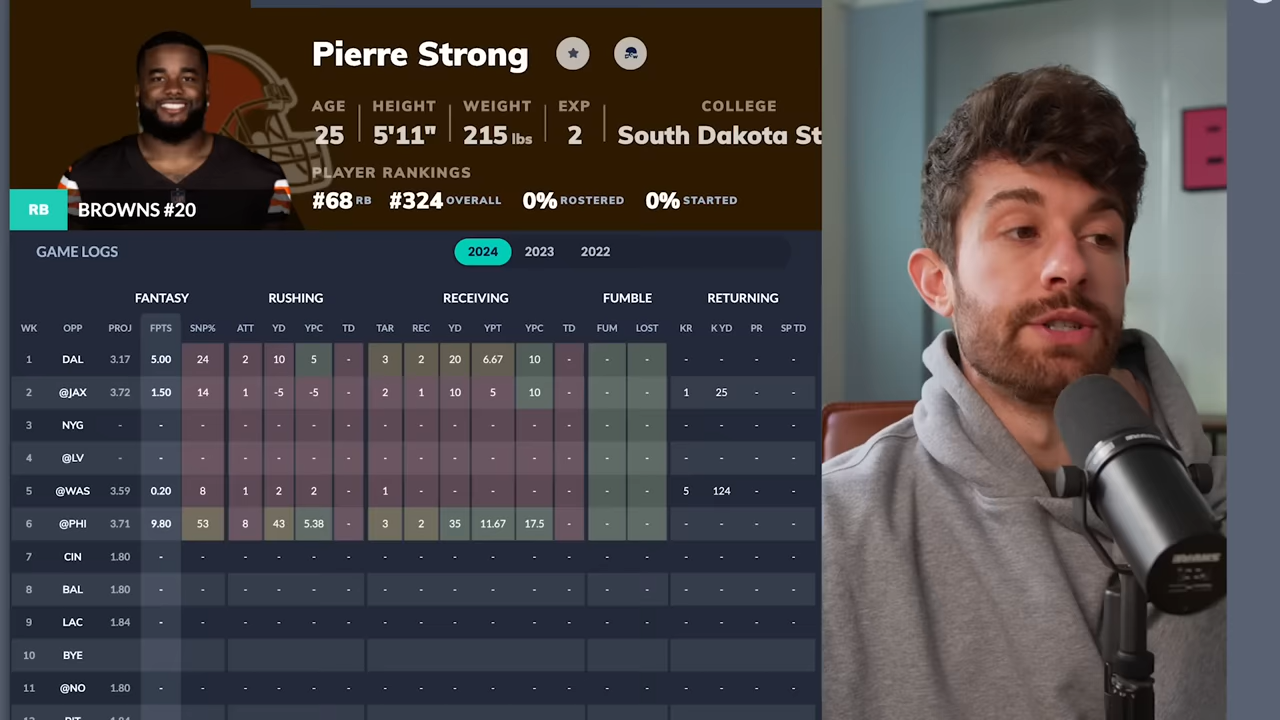 Pierre Strong
AGE HEIGHT WEIGHT EXP COLLEGE
25 5'11" 215 lbs 2 South Dakota St
PLAYER RANKINGS
#68 RB #324 OVERALL 0% ROSTERED 0% STARTED
RB BROWNS #20
GAME LOGS 2024 2023 2022
FANTASY RUSHING RECEIVING FUMBLE RETURNING
WK OPP PROJ FPTS SNP% ATT YD YPC TD TAR REC YD YPT YPC TD FUM LOST KR K YD PR SP TD
1 DAL 3.17 5.00 24 2 10 5 - 3 2 20 6.67 10 - - - - - - -
2 @JAX 3.72 1.50 14 1 -5 -5 - 2 1 10 5 10 - - - 1 25 - -
3 NYG - - - - - - - - - - - - - - - - - - -
4 @LV - - - - - - - - - - - - - - - - - - -
5 @WAS 3.59 0.20 8 1 2 2 - 1 - - - - - - - 5 124 - -
6 @PHI 3.71 9.80 53 8 43 5.38 - 3 2 35 11.67 17.5 - - - - - - -
7 CIN 1.80 - - - - - - - - - - - - - - - - - -
8 BAL 1.80 - - - - - - - - - - - - - - - - - -
9 LAC 1.84 - - - - - - - - - - - - - - - - - -
10 BYE
11 @NO 1.80 - - - - - - - - - - - - - - - - - -